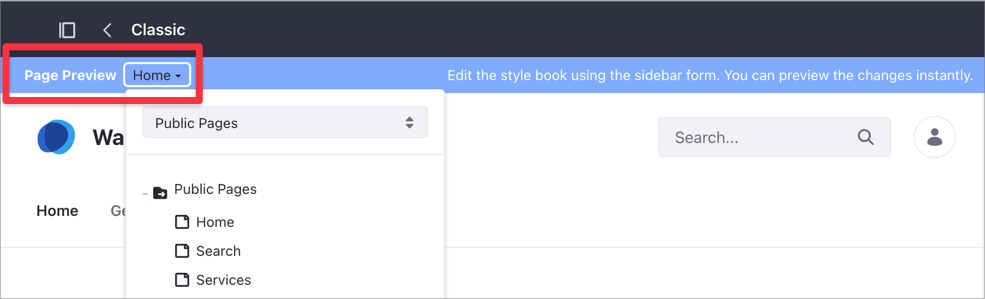 Classic
Page Preview Home Edit the style book using the sidebar form. You can preview the changes instantly.
Public Pages
Wa
Search...
Public Pages
Home Ge
Home
Search
Services